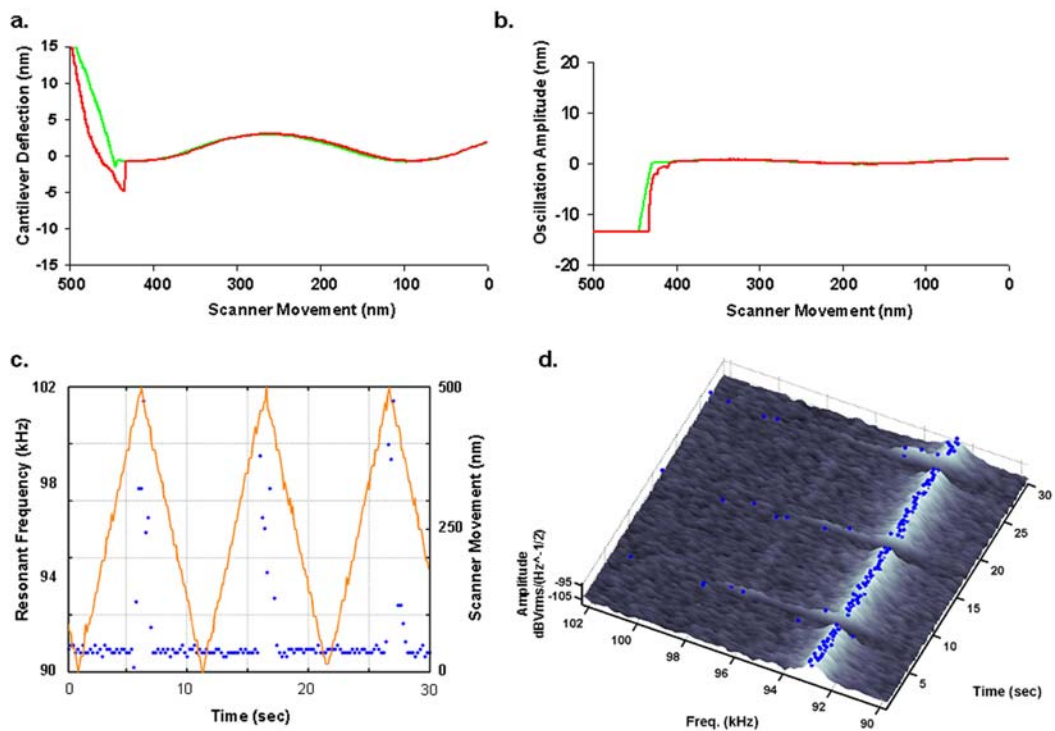 a.
Cantilever Deflection (nm)
15
10
5
0
-5
-10
-15
500 400 300 200 100 0
Scanner Movement (nm)
b.
Oscillation Amplitude (nm)
20
10
0
-10
-20
500 400 300 200 100 0
Scanner Movement (nm)
c.
Resonant Frequency (kHz)
102
98
94
90
500
250
0
Scanner Movement (nm)
0 10 20 30
Time (sec)
d.
Amplitude
dBVrms/(Hz^-1/2)
-95
-105
102 100 98 96 94 92 90
Freq. (kHz)
5 10 15 20 25 30
Time (sec)